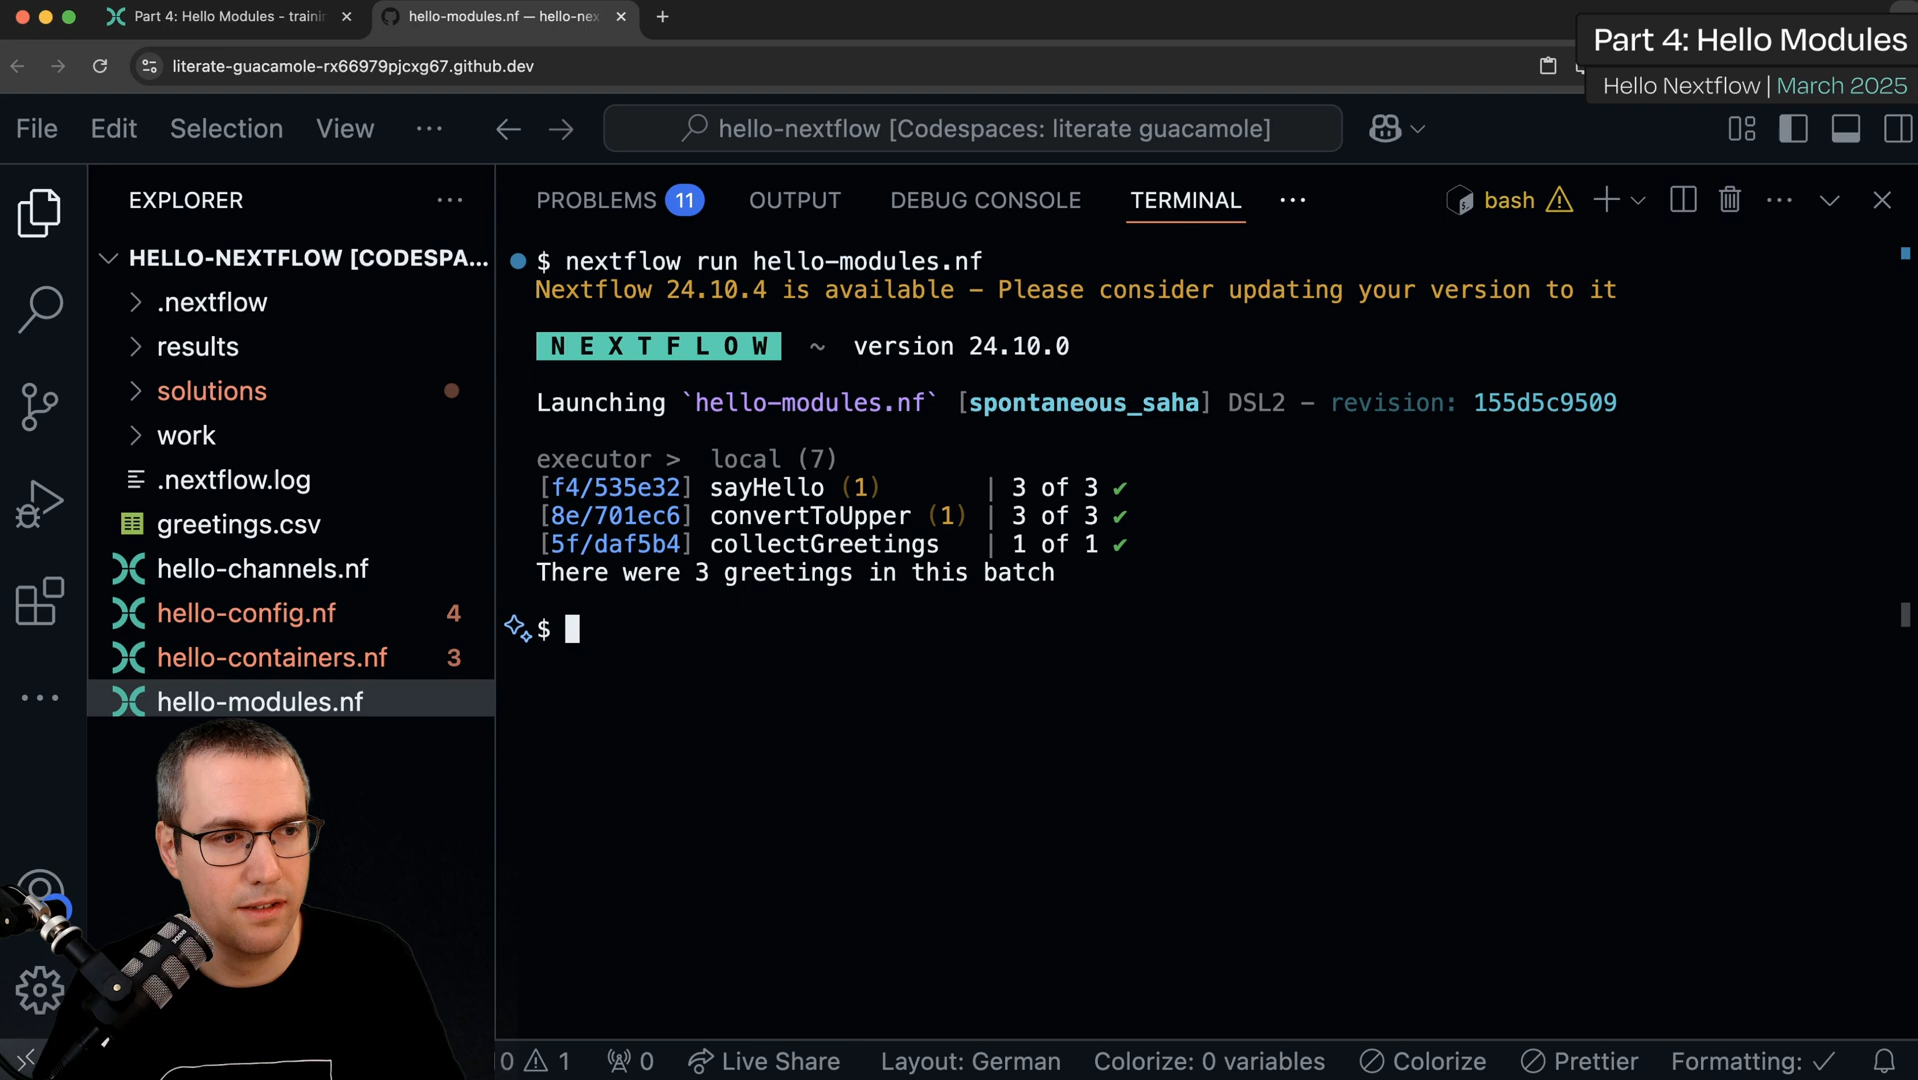 Part 4: Hello Modules - trainin
hello-modules.nf — hello-nex
literate-guacamole-rx66979pjcxg67.github.dev
Part 4: Hello Modules
Hello Nextflow | March 2025
File Edit Selection View ···
hello-nextflow [Codespaces: literate guacamole]
EXPLORER
HELLO-NEXTFLOW [CODESPA...
.nextflow
results
solutions
work
.nextflow.log
greetings.csv
hello-channels.nf
hello-config.nf 4
hello-containers.nf 3
hello-modules.nf
PROBLEMS 11 OUTPUT DEBUG CONSOLE TERMINAL ··· bash
$ nextflow run hello-modules.nf
Nextflow 24.10.4 is available - Please consider updating your version to it
N E X T F L O W ~ version 24.10.0
Launching `hello-modules.nf` [spontaneous_saha] DSL2 - revision: 155d5c9509
executor > local (7)
[f4/535e32] sayHello (1) | 3 of 3 ✔
[8e/701ec6] convertToUpper (1) | 3 of 3 ✔
[5f/daf5b4] collectGreetings | 1 of 1 ✔
There were 3 greetings in this batch
$
RØDE
0 1 0 Live Share Layout: German Colorize: 0 variables Colorize Prettier Formatting: ✓